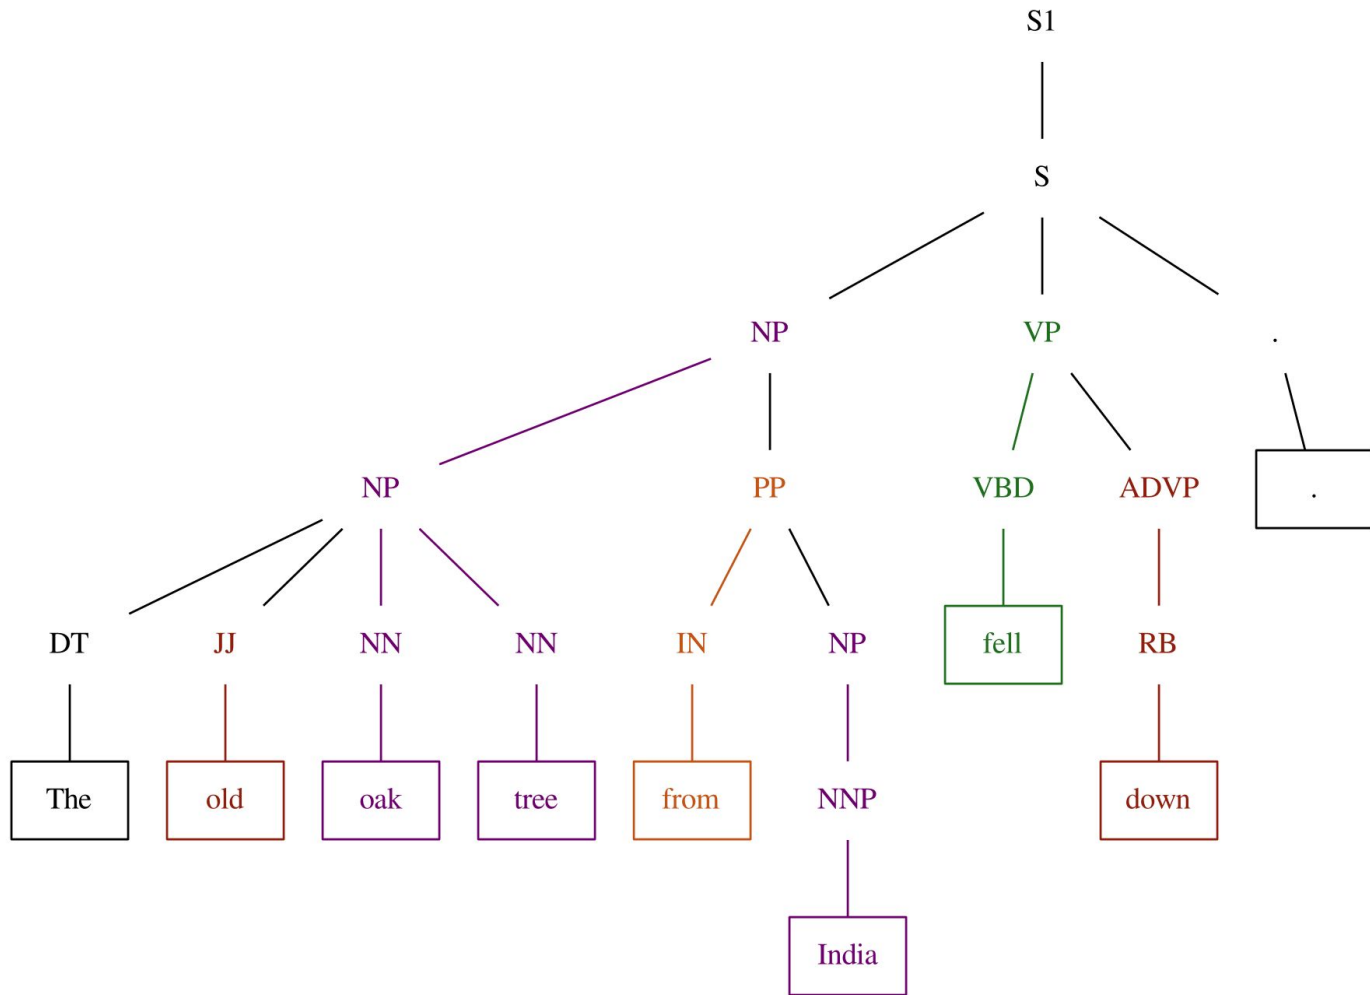 S1
S
NP VP .
NP PP VBD ADVP .
DT JJ NN NN IN NP fell RB
The old oak tree from NNP down
India